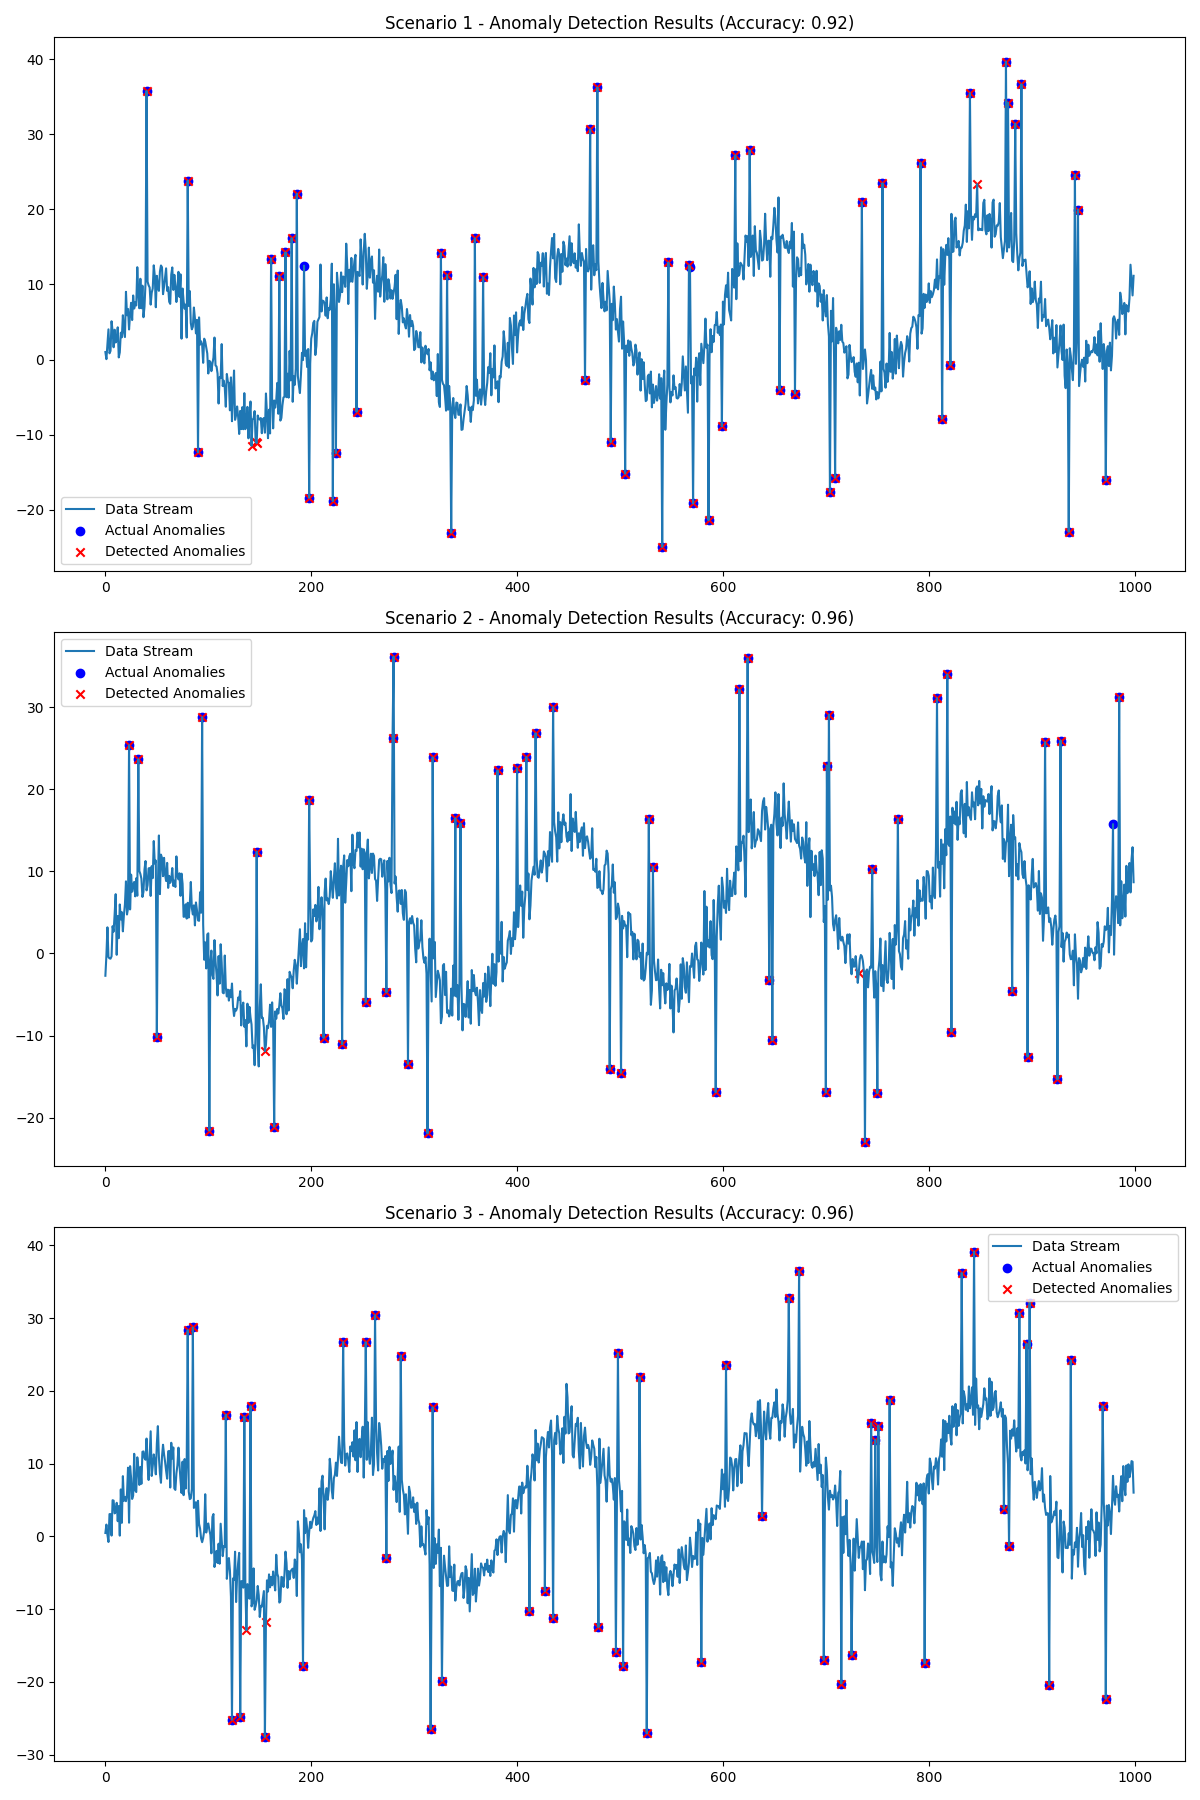 Scenario 1 - Anomaly Detection Results (Accuracy: 0.92)
40
30
20
10
0
−10
−20
Data Stream
Actual Anomalies
Detected Anomalies
0 200 400 600 800 1000
Scenario 2 - Anomaly Detection Results (Accuracy: 0.96)
Data Stream
Actual Anomalies
Detected Anomalies
30
20
10
0
−10
−20
0 200 400 600 800 1000
Scenario 3 - Anomaly Detection Results (Accuracy: 0.96)
Data Stream
Actual Anomalies
Detected Anomalies
40
30
20
10
0
−10
−20
−30
0 200 400 600 800 1000